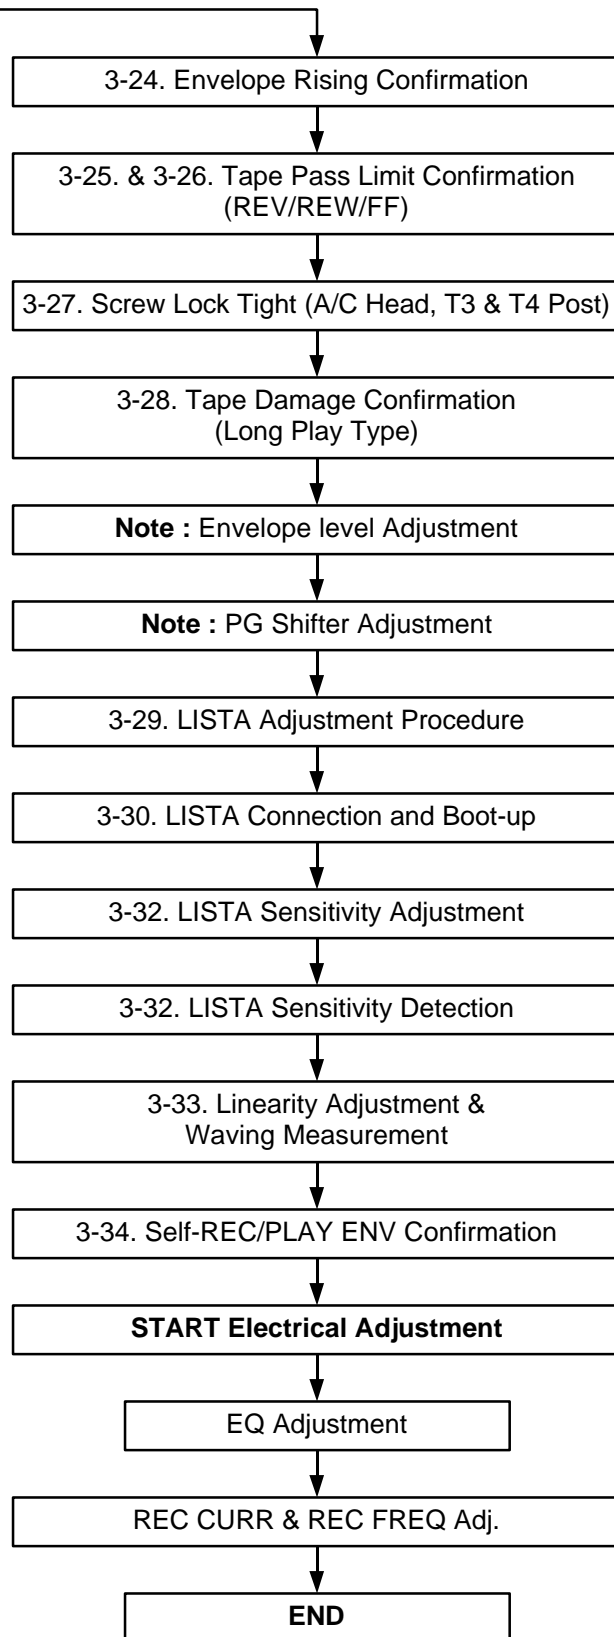 3-24. Envelope Rising Confirmation
3-25. & 3-26. Tape Pass Limit Confirmation
(REV/REW/FF)
3-27. Screw Lock Tight (A/C Head, T3 & T4 Post)
3-28. Tape Damage Confirmation
(Long Play Type)
Note : Envelope level Adjustment
Note : PG Shifter Adjustment
3-29. LISTA Adjustment Procedure
3-30. LISTA Connection and Boot-up
3-32. LISTA Sensitivity Adjustment
3-32. LISTA Sensitivity Detection
3-33. Linearity Adjustment &
Waving Measurement
3-34. Self-REC/PLAY ENV Confirmation
START Electrical Adjustment
EQ Adjustment
REC CURR & REC FREQ Adj.
END